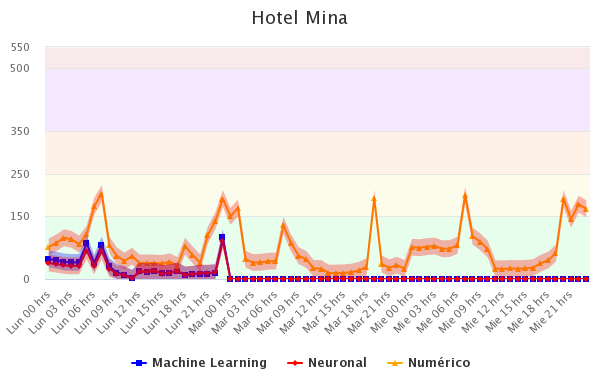 Hotel Mina
550
500
350
250
150
0
Lun 00 hrs
Lun 03 hrs
Lun 06 hrs
Lun 09 hrs
Lun 12 hrs
Lun 15 hrs
Lun 18 hrs
Lun 21 hrs
Mar 00 hrs
Mar 03 hrs
Mar 06 hrs
Mar 09 hrs
Mar 12 hrs
Mar 15 hrs
Mar 18 hrs
Mar 21 hrs
Mie 00 hrs
Mie 03 hrs
Mie 06 hrs
Mie 09 hrs
Mie 12 hrs
Mie 15 hrs
Mie 18 hrs
Mie 21 hrs
Machine Learning Neuronal Numérico